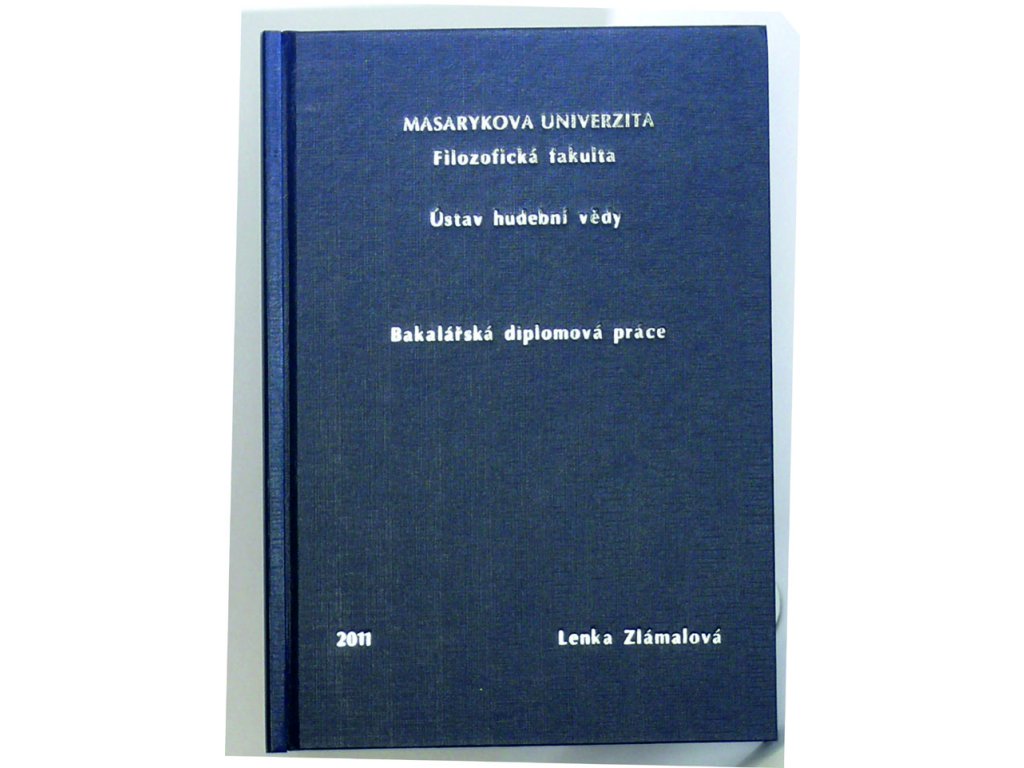 MASARYKOVA UNIVERZITA
Filozofická fakulta
Ústav hudební vědy
Bakalářská diplomová práce
2011 Lenka Zlámalová